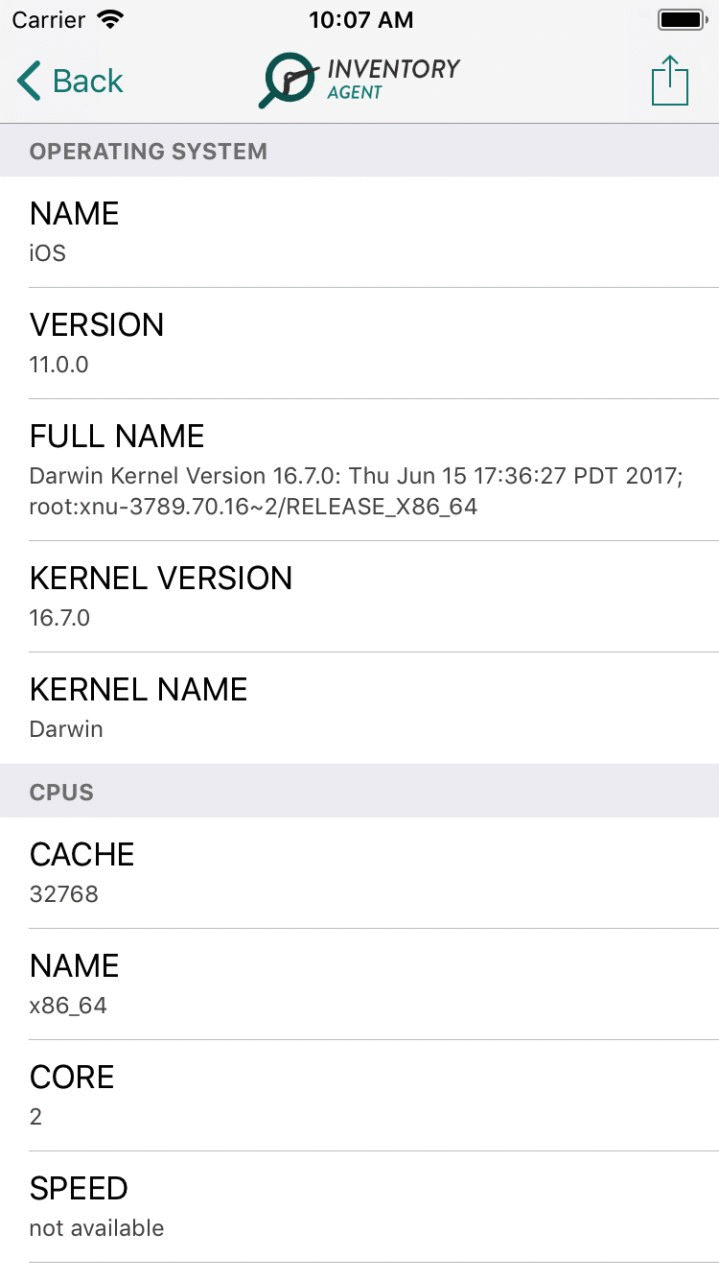 Carrier 10:07 AM
Back INVENTORY
AGENT
OPERATING SYSTEM
NAME
iOS
VERSION
11.0.0
FULL NAME
Darwin Kernel Version 16.7.0: Thu Jun 15 17:36:27 PDT 2017;
root:xnu-3789.70.16~2/RELEASE_X86_64
KERNEL VERSION
16.7.0
KERNEL NAME
Darwin
CPUS
CACHE
32768
NAME
x86_64
CORE
2
SPEED
not available